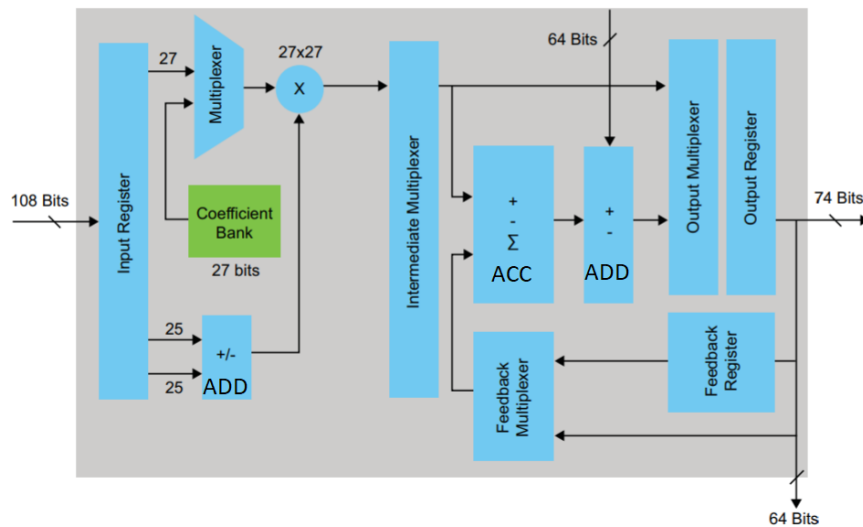 108 Bits
Input Register
27
Multiplexer
27x27
X
Coefficient
Bank
27 bits
25
25
+/-
ADD
Intermediate Multiplexer
64 Bits
+
-
Σ
ACC
+
-
ADD
Output Multiplexer
Output Register
74 Bits
Feedback
Multiplexer
Feedback
Register
64 Bits